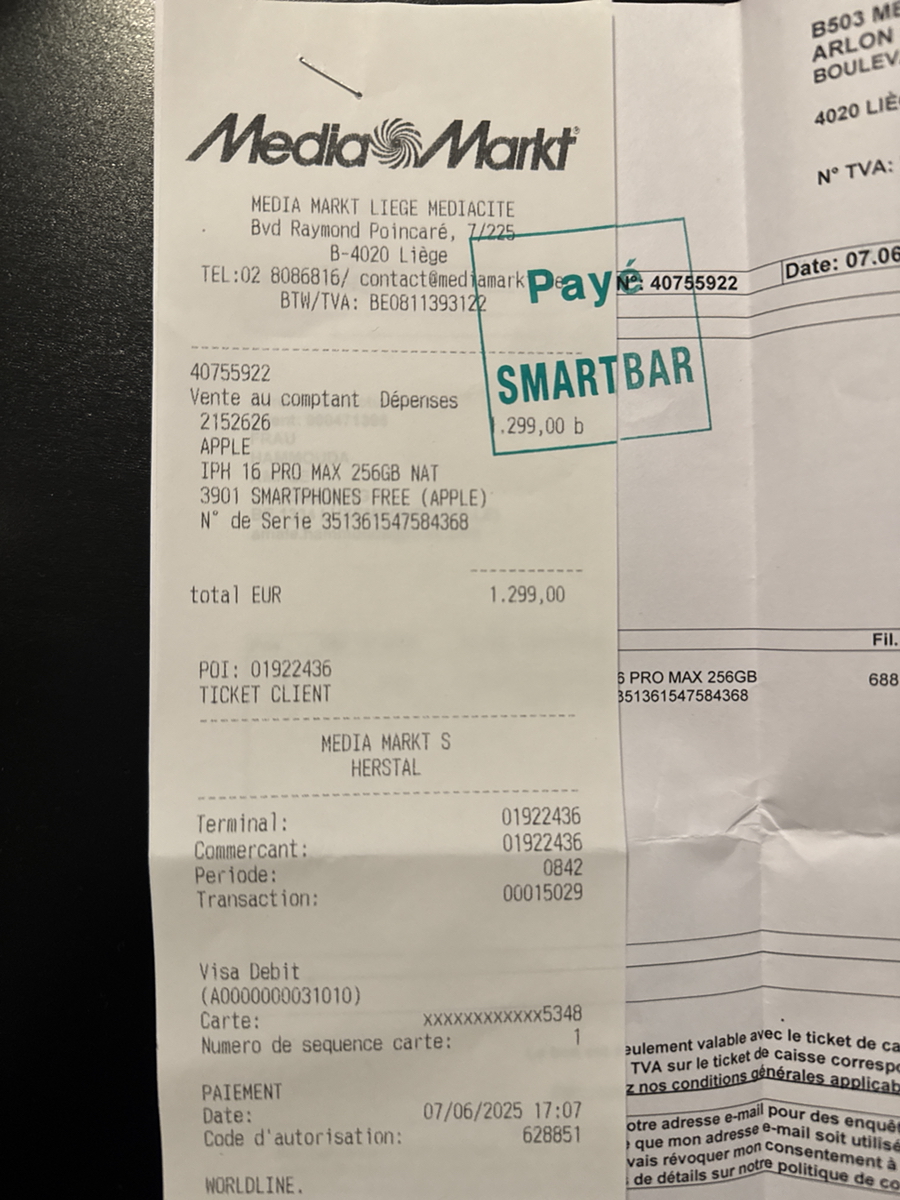 Media Markt
MEDIA MARKT LIEGE MEDIACITE
Bvd Raymond Poincaré, 7/225
B-4020 Liège
TEL:02 8086816/ contact@mediamark
BTW/TVA: BE0811393122
Payé
SMARTBAR
40755922
Vente au comptant Dépenses
2152626
1.299,00 b
APPLE
IPH 16 PRO MAX 256GB NAT
3901 SMARTPHONES FREE (APPLE)
N° de Serie 351361547584368
total EUR 1.299,00
POI: 01922436
TICKET CLIENT
MEDIA MARKT S
HERSTAL
Terminal: 01922436
Commercant: 01922436
Periode: 0842
Transaction: 00015029
Visa Debit
(A0000000031010)
Carte: xxxxxxxxxxxx5348
Numero de sequence carte: 1
PAIEMENT
Date: 07/06/2025 17:07
Code d'autorisation: 628851
WORLDLINE.
B503 ME
ARLON
BOULEV
4020 LIÈ
N° TVA:
N°: 40755922
Date: 07.06
Fil.
6 PRO MAX 256GB 688
351361547584368
eulement valable avec le ticket de ca
TVA sur le ticket de caisse corresp
z nos conditions générales applicab
otre adresse e-mail pour des enquê
que mon adresse e-mail soit utilisé
vais révoquer mon consentement à
de détails sur notre politique de co